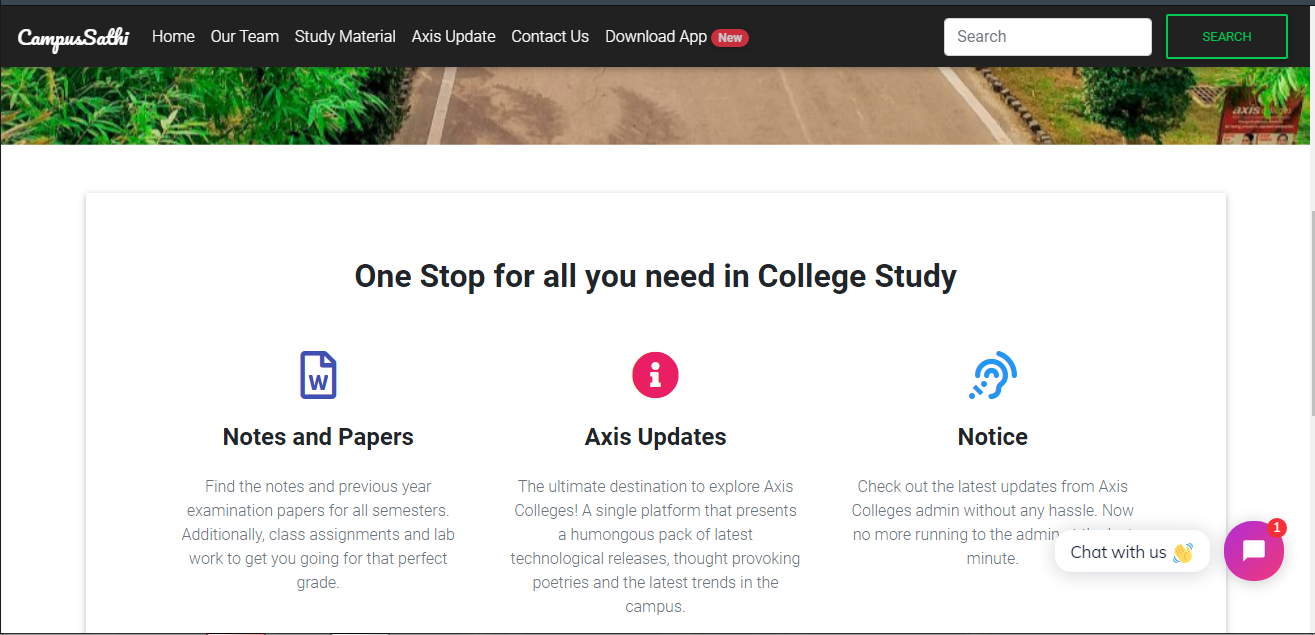 CampusSathi Home Our Team Study Material Axis Update Contact Us Download App New Search SEARCH
axis
One Stop for all you need in College Study
W
Notes and Papers
Find the notes and previous year
examination papers for all semesters.
Additionally, class assignments and lab
work to get you going for that perfect
grade.
Axis Updates
The ultimate destination to explore Axis
Colleges! A single platform that presents
a humongous pack of latest
technological releases, thought provoking
poetries and the latest trends in the
campus.
Notice
Check out the latest updates from Axis
Colleges admin without any hassle. Now
no more running to the admin
minute.
Chat with us 👋
1